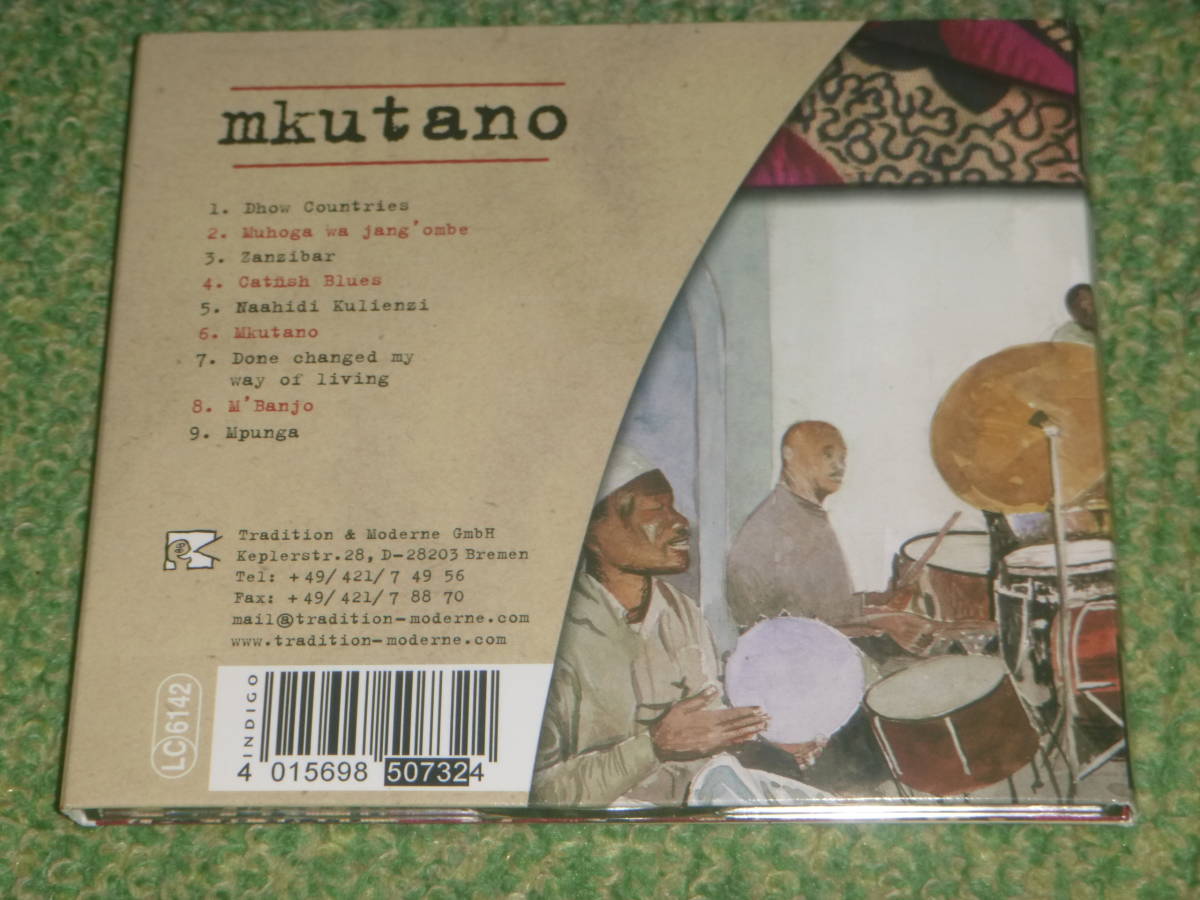 mkutano
1. Dhow Countries
2. Muhoga wa jang'ombe
3. Zanzibar
4. Catfish Blues
5. Naahidi Kulienzi
6. Mkutano
7. Done changed my
way of living
8. M'Banjo
9. Mpunga
Tradition & Moderne GmbH
Keplerstr.28, D-28203 Bremen
Tel: +49/421/7 49 56
Fax: +49/421/7 88 70
mail@tradition-moderne.com
www.tradition-moderne.com
LC 6142
INDIGO
4 015698 507324